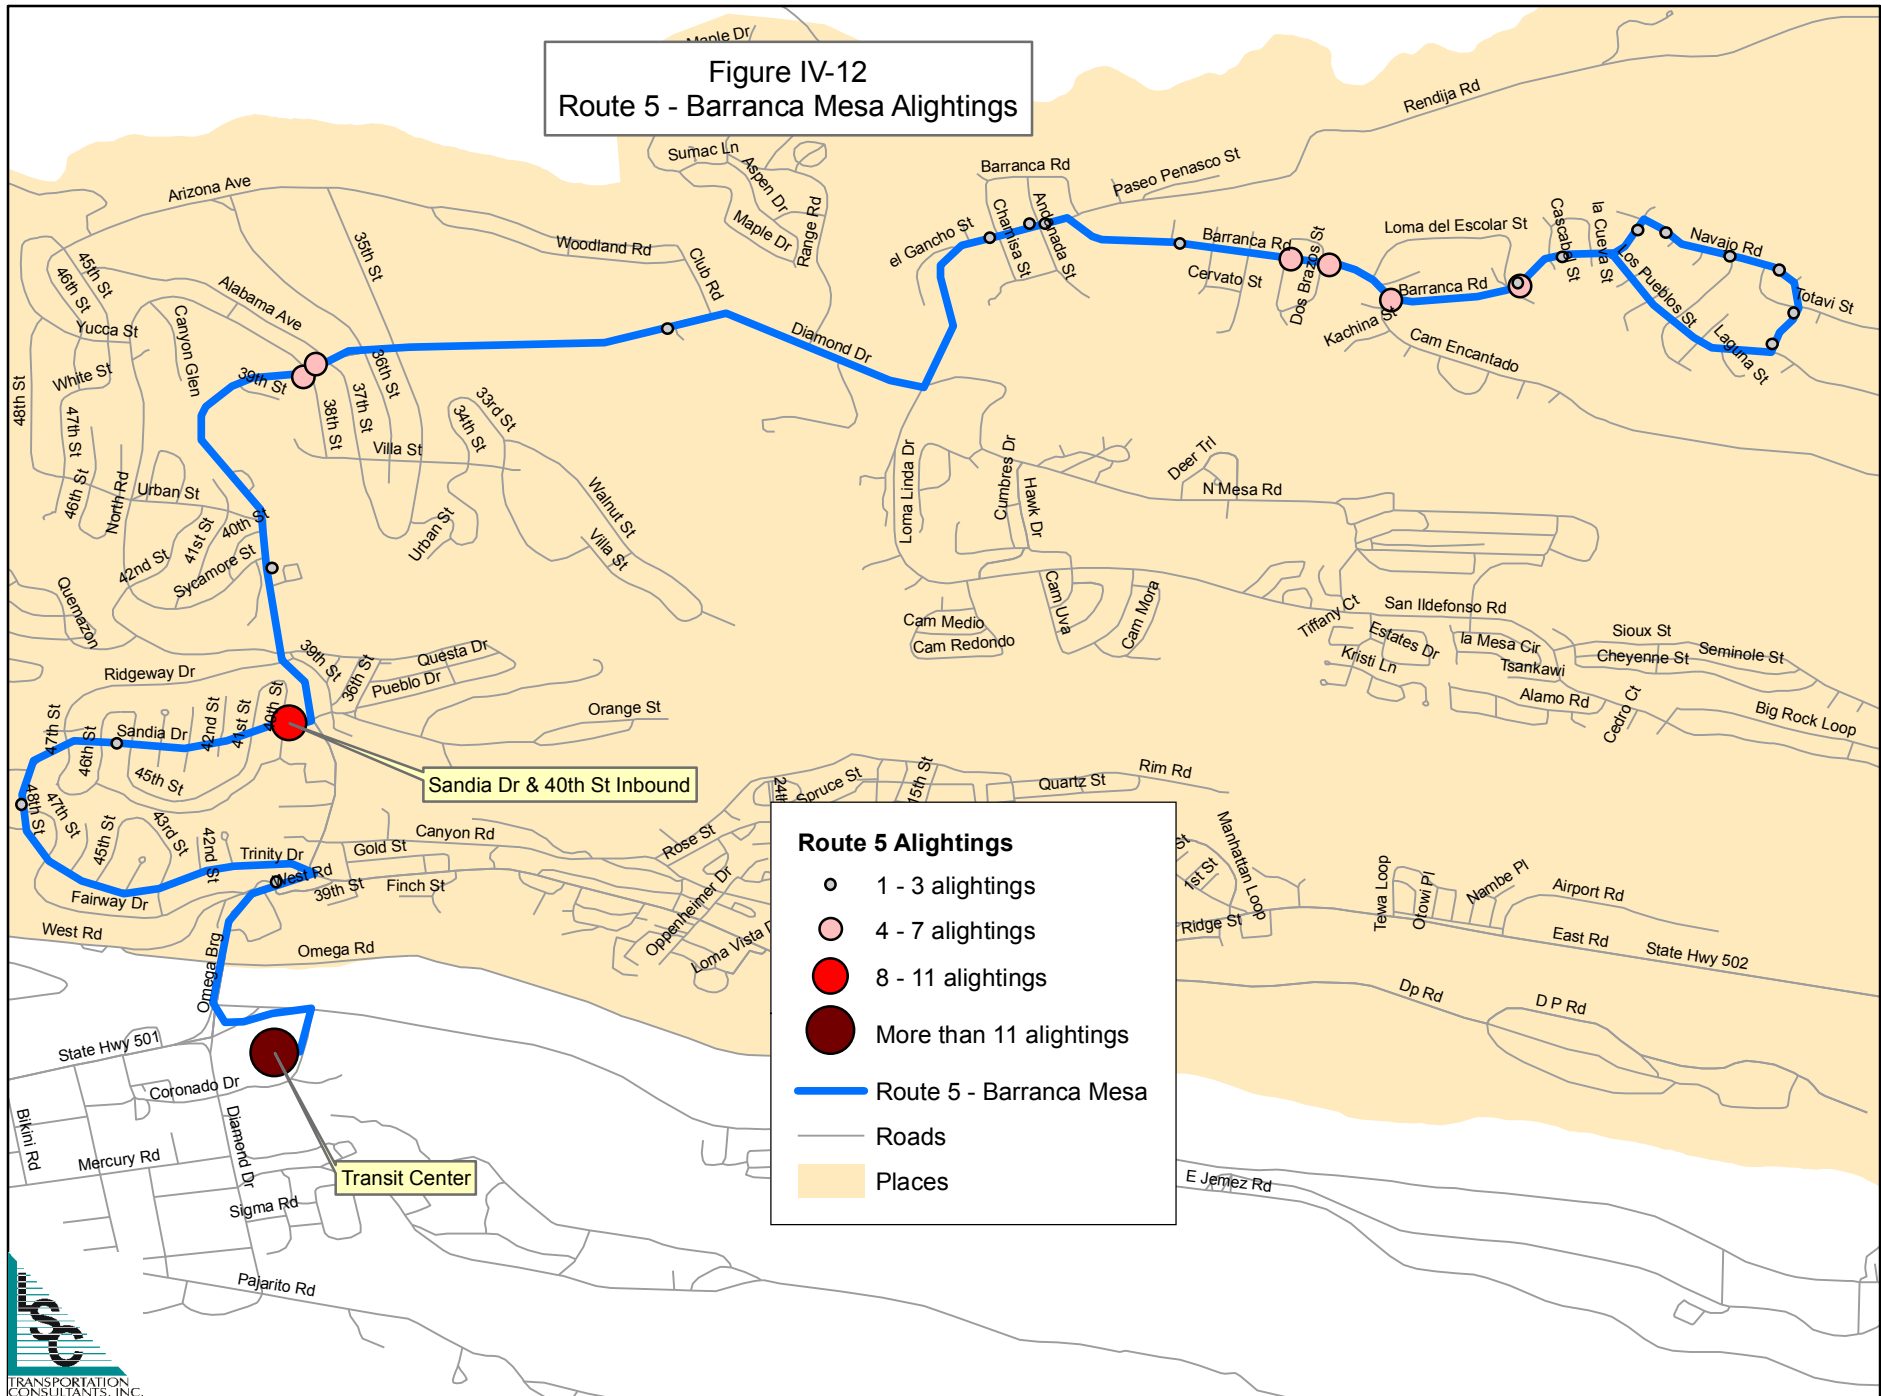 Maple Dr
Figure IV-12
Route 5 - Barranca Mesa Alightings
Rendija Rd
Sumac Ln
Aspen Dr
Maple Dr
Range Rd
Barranca Rd
Paseo Penasco St
Arizona Ave
35th St
Woodland Rd
Club Rd
el Gancho St
Chamisa St
Andanada St
Barranca Rd
Cervato St
Dos Brazos St
Loma del Escolar St
Cascabel St
la Cueva St
Los Pueblos St
Navajo Rd
Totavi St
Laguna St
Barranca Rd
Kachina St
Cam Encantado
45th St
46th St
Alabama Ave
Yucca St
Canyon Glen
White St
48th St
39th St
36th St
37th St
38th St
Diamond Dr
47th St
46th St
North Rd
Urban St
Villa St
34th St
33rd St
Walnut St
Villa St
Urban St
40th St
41st St
42nd St
Sycamore St
Loma Linda Dr
Cumbres Dr
Hawk Dr
Deer Trl
N Mesa Rd
Quemazon
Ridgeway Dr
39th St
36th St
Questa Dr
Pueblo Dr
Orange St
Cam Medio
Cam Redondo
Cam Uva
Cam Mora
Tiffany Ct
San Ildefonso Rd
Estates Dr
Kristi Ln
la Mesa Cir
Tsankawi
Sioux St
Cheyenne St
Seminole St
Alamo Rd
Cedro Ct
Big Rock Loop
47th St
46th St
Sandia Dr
42nd St
41st St
40th St
45th St
Sandia Dr & 40th St Inbound
48th St
47th St
45th St
43rd St
42nd St
Trinity Dr
West Rd
Gold St
Canyon Rd
39th St
Finch St
Fairway Dr
West Rd
Omega Brg
Omega Rd
Rose St
Spruce St
24th
15th St
Quartz St
Rim Rd
Oppenheimer Dr
Loma Vista
St
1st St
Manhattan Loop
Ridge St
Tewa Loop
Otowi Pl
Nambe Pl
Airport Rd
East Rd
State Hwy 502
Dp Rd
D P Rd
Route 5 Alightings
1 - 3 alightings
4 - 7 alightings
8 - 11 alightings
More than 11 alightings
Route 5 - Barranca Mesa
Roads
Places
State Hwy 501
Coronado Dr
Bikini Rd
Mercury Rd
Diamond Dr
Transit Center
Sigma Rd
Pajarito Rd
E Jemez Rd
LSC
TRANSPORTATION
CONSULTANTS, INC.